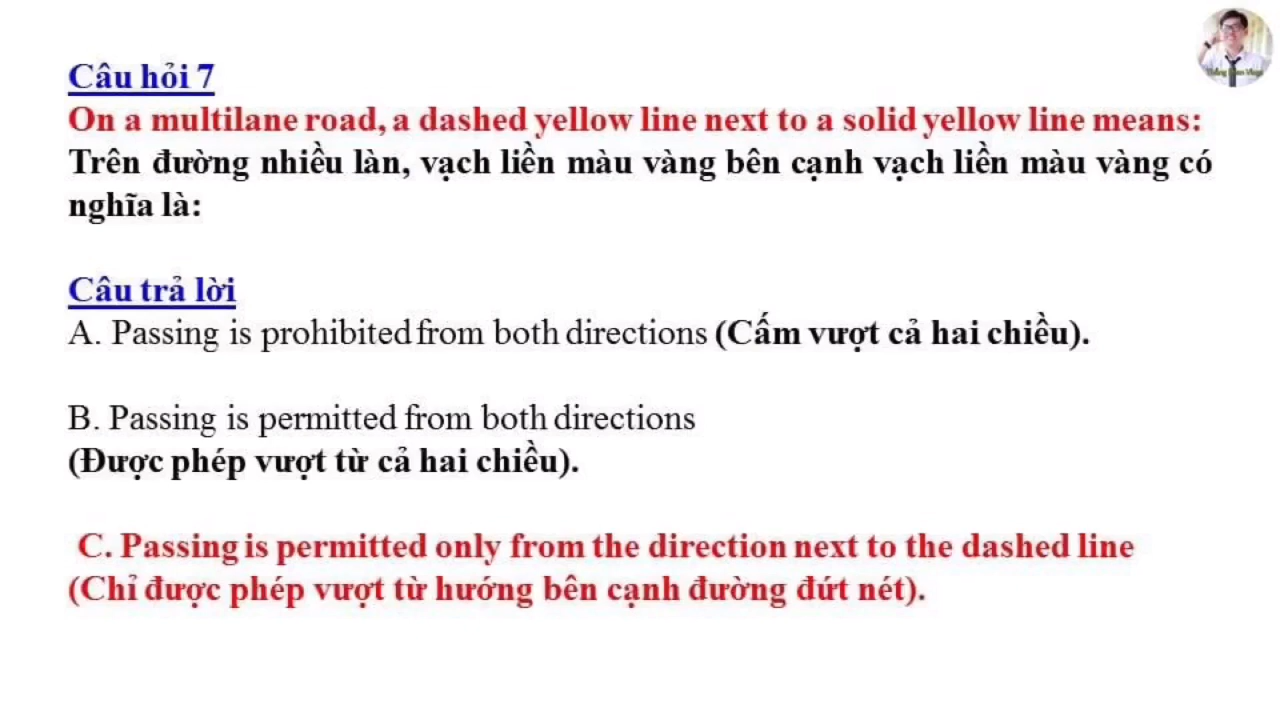 Câu hỏi 7
On a multilane road, a dashed yellow line next to a solid yellow line means:
Trên đường nhiều làn, vạch liền màu vàng bên cạnh vạch liền màu vàng có
nghĩa là:
Câu trả lời
A. Passing is prohibited from both directions (Cấm vượt cả hai chiều).
B. Passing is permitted from both directions
(Được phép vượt từ cả hai chiều).
C. Passing is permitted only from the direction next to the dashed line
(Chỉ được phép vượt từ hướng bên cạnh đường đứt nét).